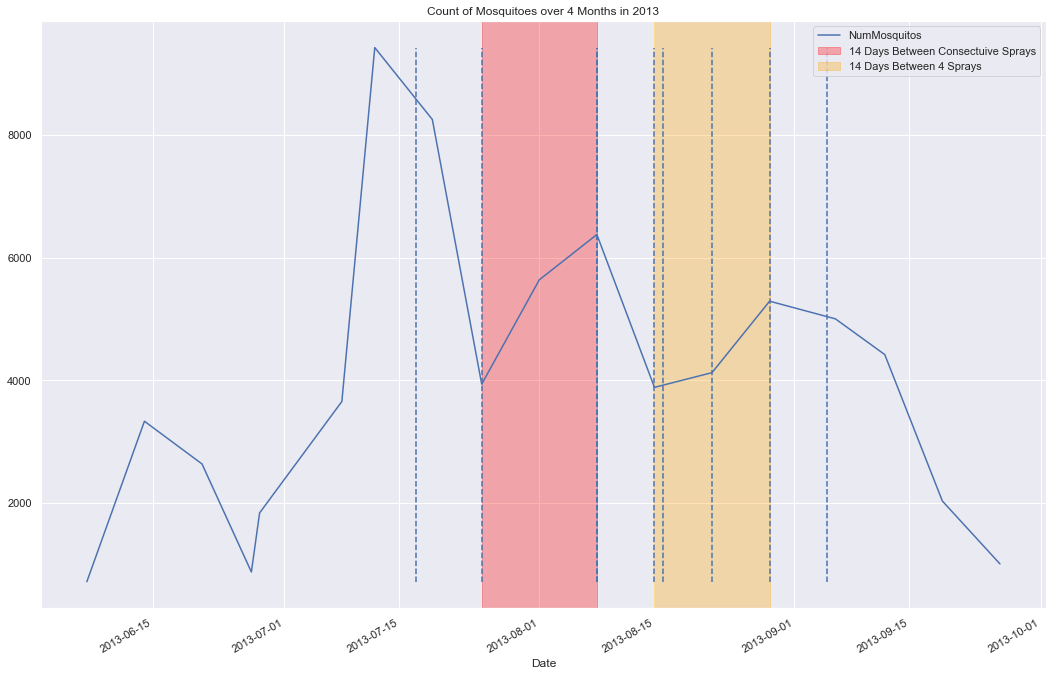 Count of Mosquitoes over 4 Months in 2013
NumMosquitos
14 Days Between Consectuive Sprays
14 Days Between 4 Sprays
8000
6000
4000
2000
2013-06-15
2013-07-01
2013-07-15
2013-08-01
2013-08-15
2013-09-01
2013-09-15
2013-10-01
Date